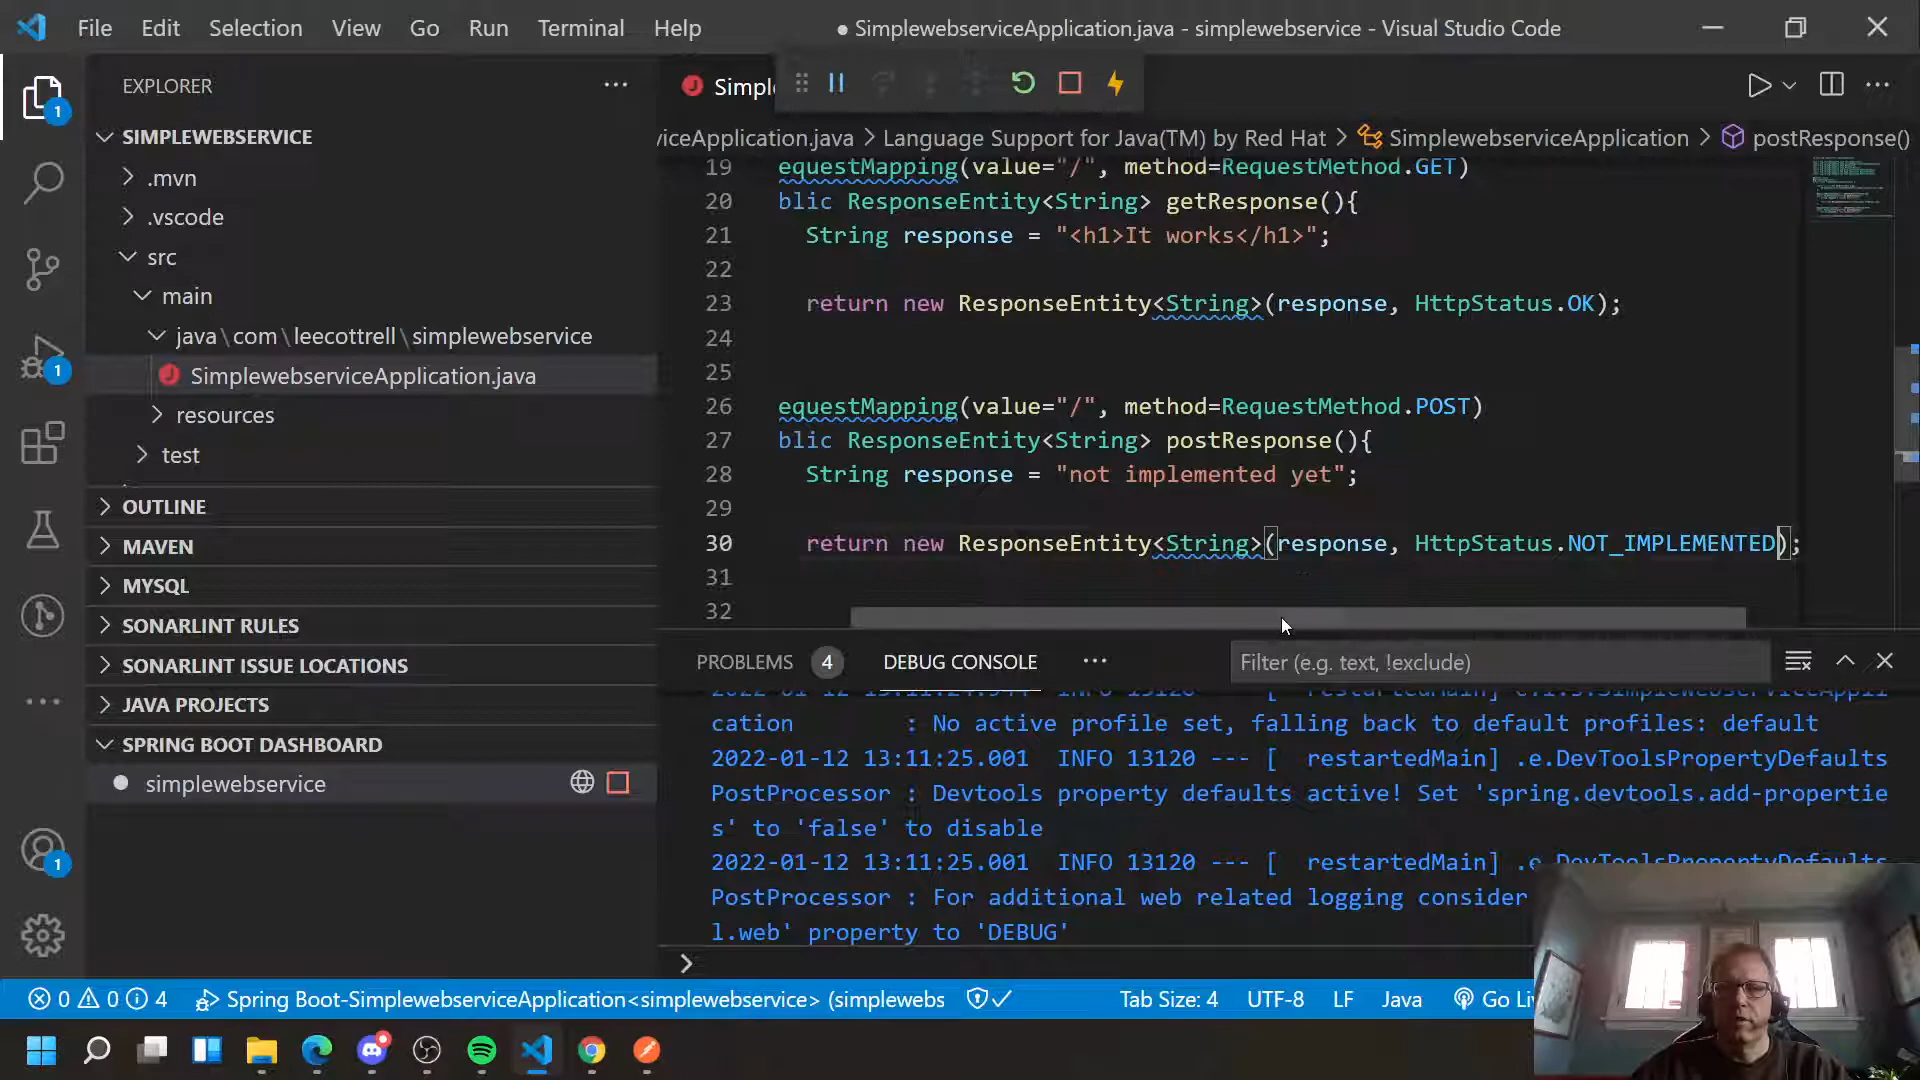 File Edit Selection View Go Run Terminal Help
● SimplewebserviceApplication.java - simplewebservice - Visual Studio Code
EXPLORER
SIMPLEWEBSERVICE
.mvn
.vscode
src
main
java\com\leecottrell\simplewebservice
SimplewebserviceApplication.java
resources
test
OUTLINE
MAVEN
MYSQL
SONARLINT RULES
SONARLINT ISSUE LOCATIONS
JAVA PROJECTS
SPRING BOOT DASHBOARD
simplewebservice
1
1
1
Simpl
viceApplication.java > Language Support for Java(TM) by Red Hat > SimplewebserviceApplication > postResponse()
19 equestMapping(value="/", method=RequestMethod.GET)
20 blic ResponseEntity<String> getResponse(){
21 String response = "<h1>It works</h1>";
22
23 return new ResponseEntity<String>(response, HttpStatus.OK);
24
25
26 equestMapping(value="/", method=RequestMethod.POST)
27 blic ResponseEntity<String> postResponse(){
28 String response = "not implemented yet";
29
30 return new ResponseEntity<String>(response, HttpStatus.NOT_IMPLEMENTED);
31
32
PROBLEMS 4 DEBUG CONSOLE Filter (e.g. text, !exclude)
cation : No active profile set, falling back to default profiles: default
2022-01-12 13:11:25.001 INFO 13120 --- [ restartedMain] .e.DevToolsPropertyDefaults
PostProcessor : Devtools property defaults active! Set 'spring.devtools.add-propertie
s' to 'false' to disable
2022-01-12 13:11:25.001 INFO 13120 --- [ restartedMain] .e.DevToolsPropertyDefaults
PostProcessor : For additional web related logging consider
l.web' property to 'DEBUG'
0 0 4 Spring Boot-SimplewebserviceApplication<simplewebservice> (simplewebs Tab Size: 4 UTF-8 LF Java Go Li